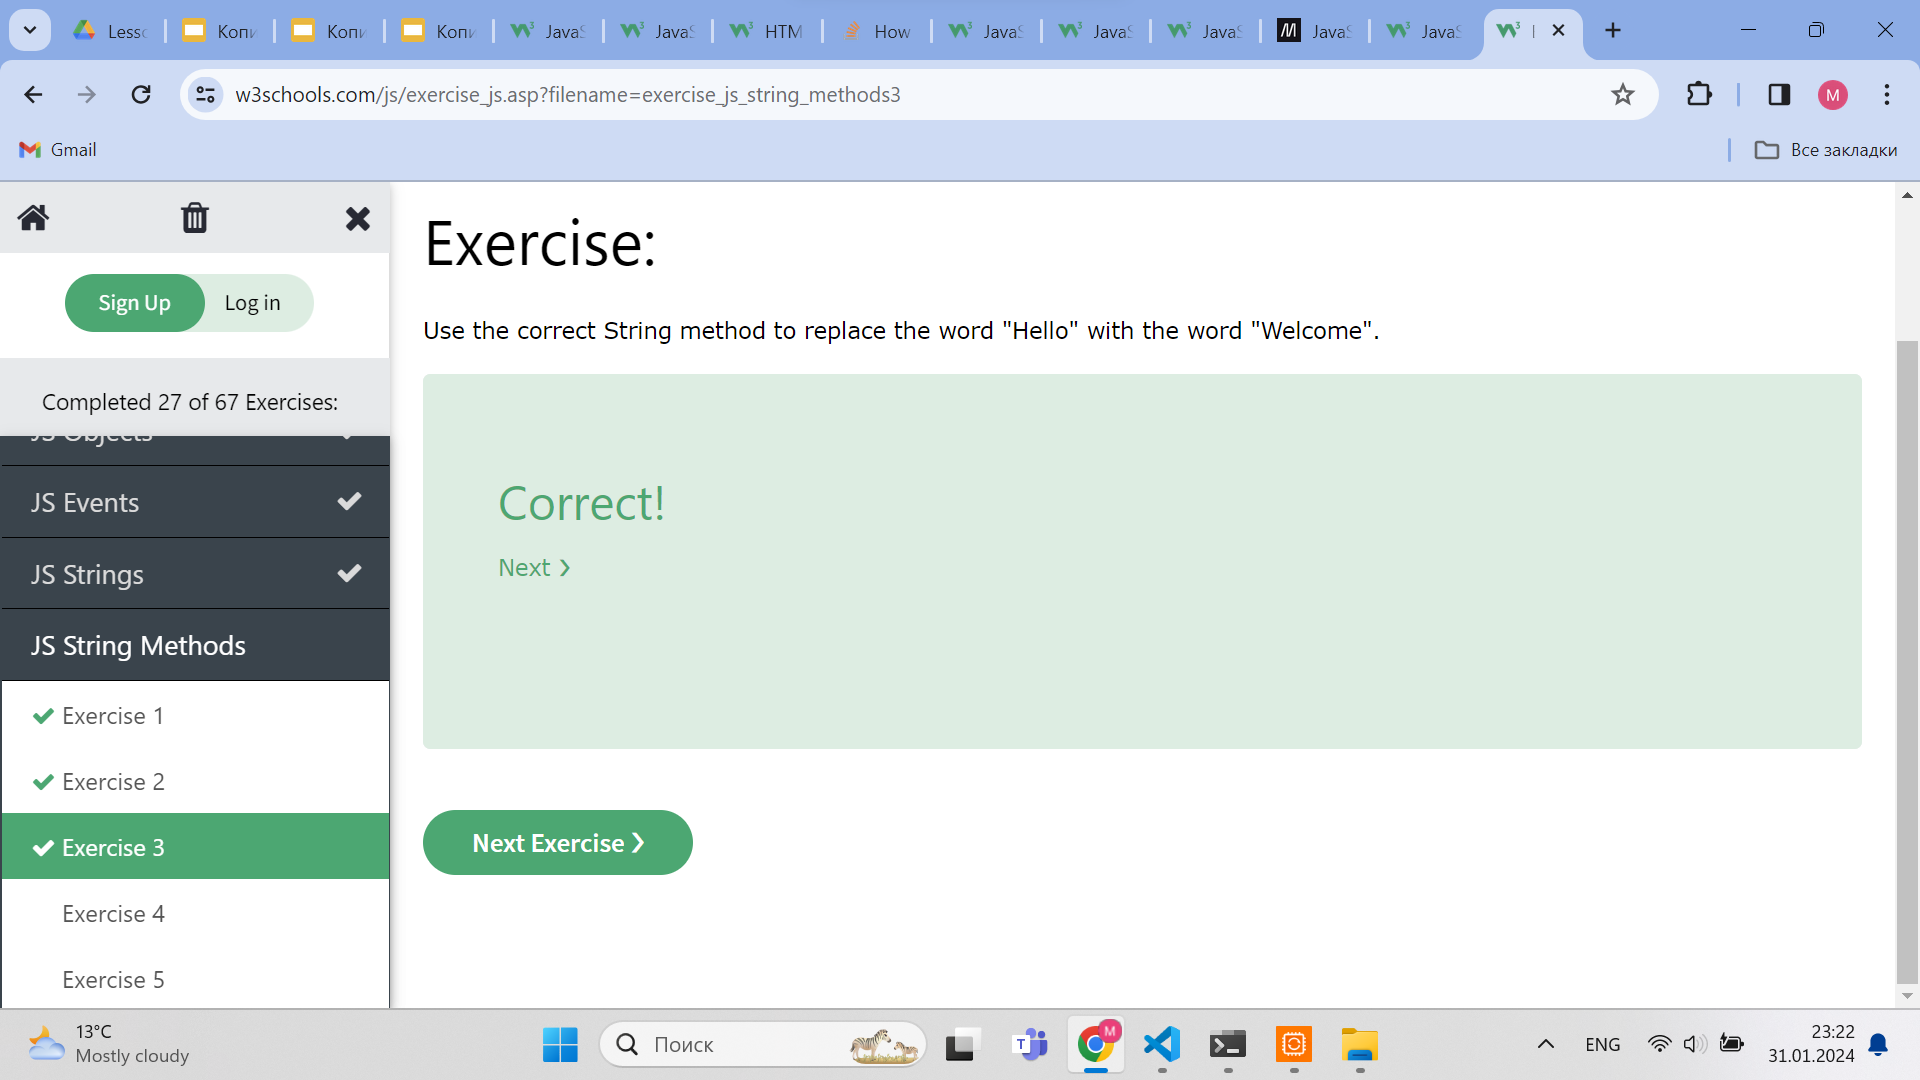 Lesso
Копи
Копи
Копи
JavaS
JavaS
HTM
How
JavaS
JavaS
JavaS
JavaS
JavaS
w3schools.com/js/exercise_js.asp?filename=exercise_js_string_methods3
M
Gmail
Все закладки
Sign Up
Log in
Completed 27 of 67 Exercises:
JS Objects
JS Events
JS Strings
JS String Methods
Exercise 1
Exercise 2
Exercise 3
Exercise 4
Exercise 5
Exercise:
Use the correct String method to replace the word "Hello" with the word "Welcome".
Correct!
Next ❯
Next Exercise ❯
13°C
Mostly cloudy
Поиск
M
ENG
23:22
31.01.2024